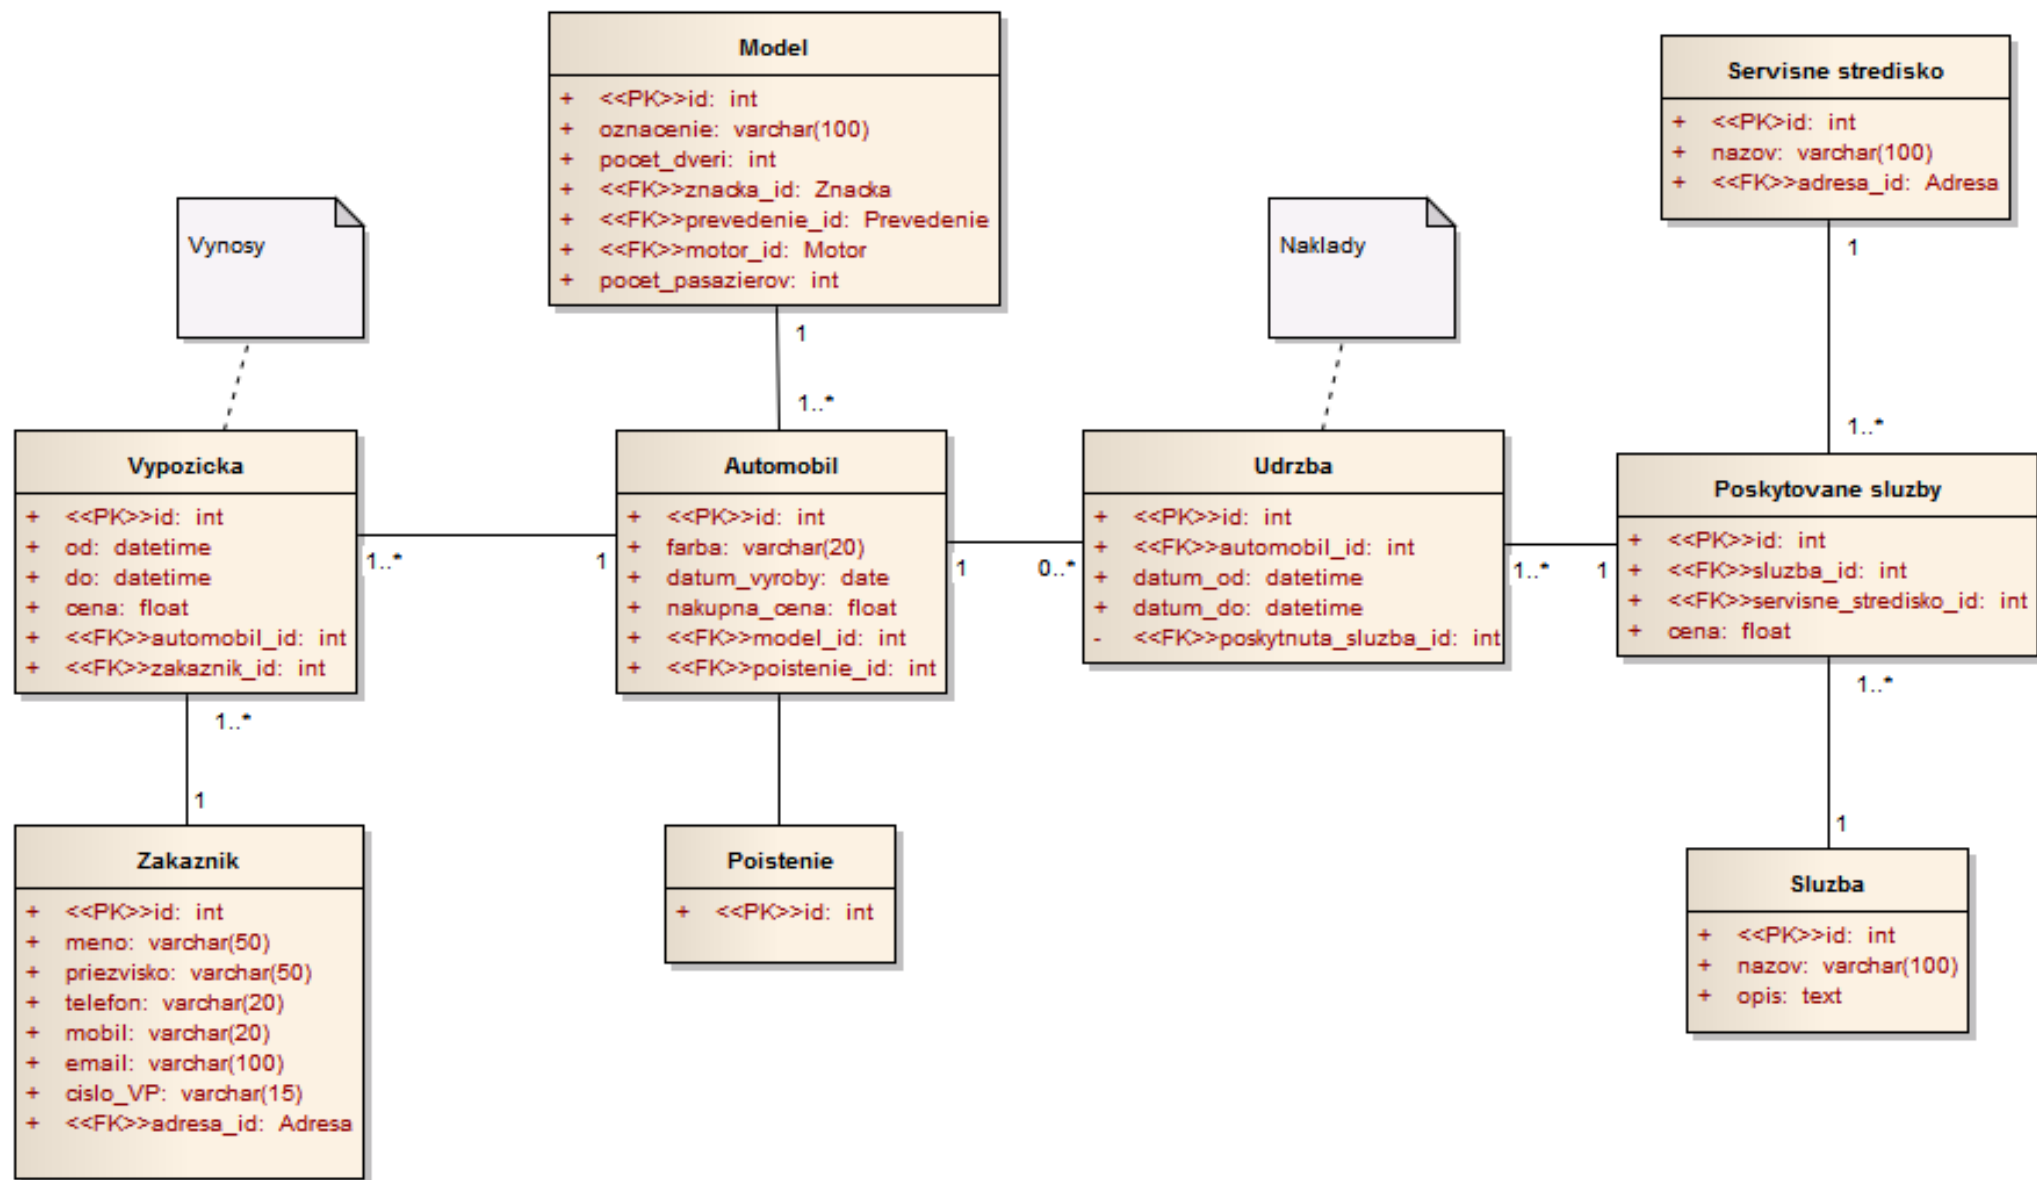 Model
+ <<PK>>id: int
+ oznacenie: varchar(100)
+ pocet_dveri: int
+ <<FK>>znacka_id: Znacka
+ <<FK>>prevedenie_id: Prevedenie
+ <<FK>>motor_id: Motor
+ pocet_pasazierov: int
Servisne stredisko
+ <<PK>id: int
+ nazov: varchar(100)
+ <<FK>>adresa_id: Adresa
Vynosy
Naklady
1
1..*
1
1..*
Vypozicka
+ <<PK>>id: int
+ od: datetime
+ do: datetime
+ cena: float
+ <<FK>>automobil_id: int
+ <<FK>>zakaznik_id: int
1..*
1
Automobil
+ <<PK>>id: int
+ farba: varchar(20)
+ datum_vyroby: date
+ nakupna_cena: float
+ <<FK>>model_id: int
+ <<FK>>poistenie_id: int
1
0..*
Udrzba
+ <<PK>>id: int
+ <<FK>>automobil_id: int
+ datum_od: datetime
+ datum_do: datetime
- <<FK>>poskytnuta_sluzba_id: int
1..*
1
Poskytovane sluzby
+ <<PK>>id: int
+ <<FK>>sluzba_id: int
+ <<FK>>servisne_stredisko_id: int
+ cena: float
1..*
1
1..*
1
Zakaznik
+ <<PK>>id: int
+ meno: varchar(50)
+ priezvisko: varchar(50)
+ telefon: varchar(20)
+ mobil: varchar(20)
+ email: varchar(100)
+ cislo_VP: varchar(15)
+ <<FK>>adresa_id: Adresa
Poistenie
+ <<PK>>id: int
Sluzba
+ <<PK>>id: int
+ nazov: varchar(100)
+ opis: text